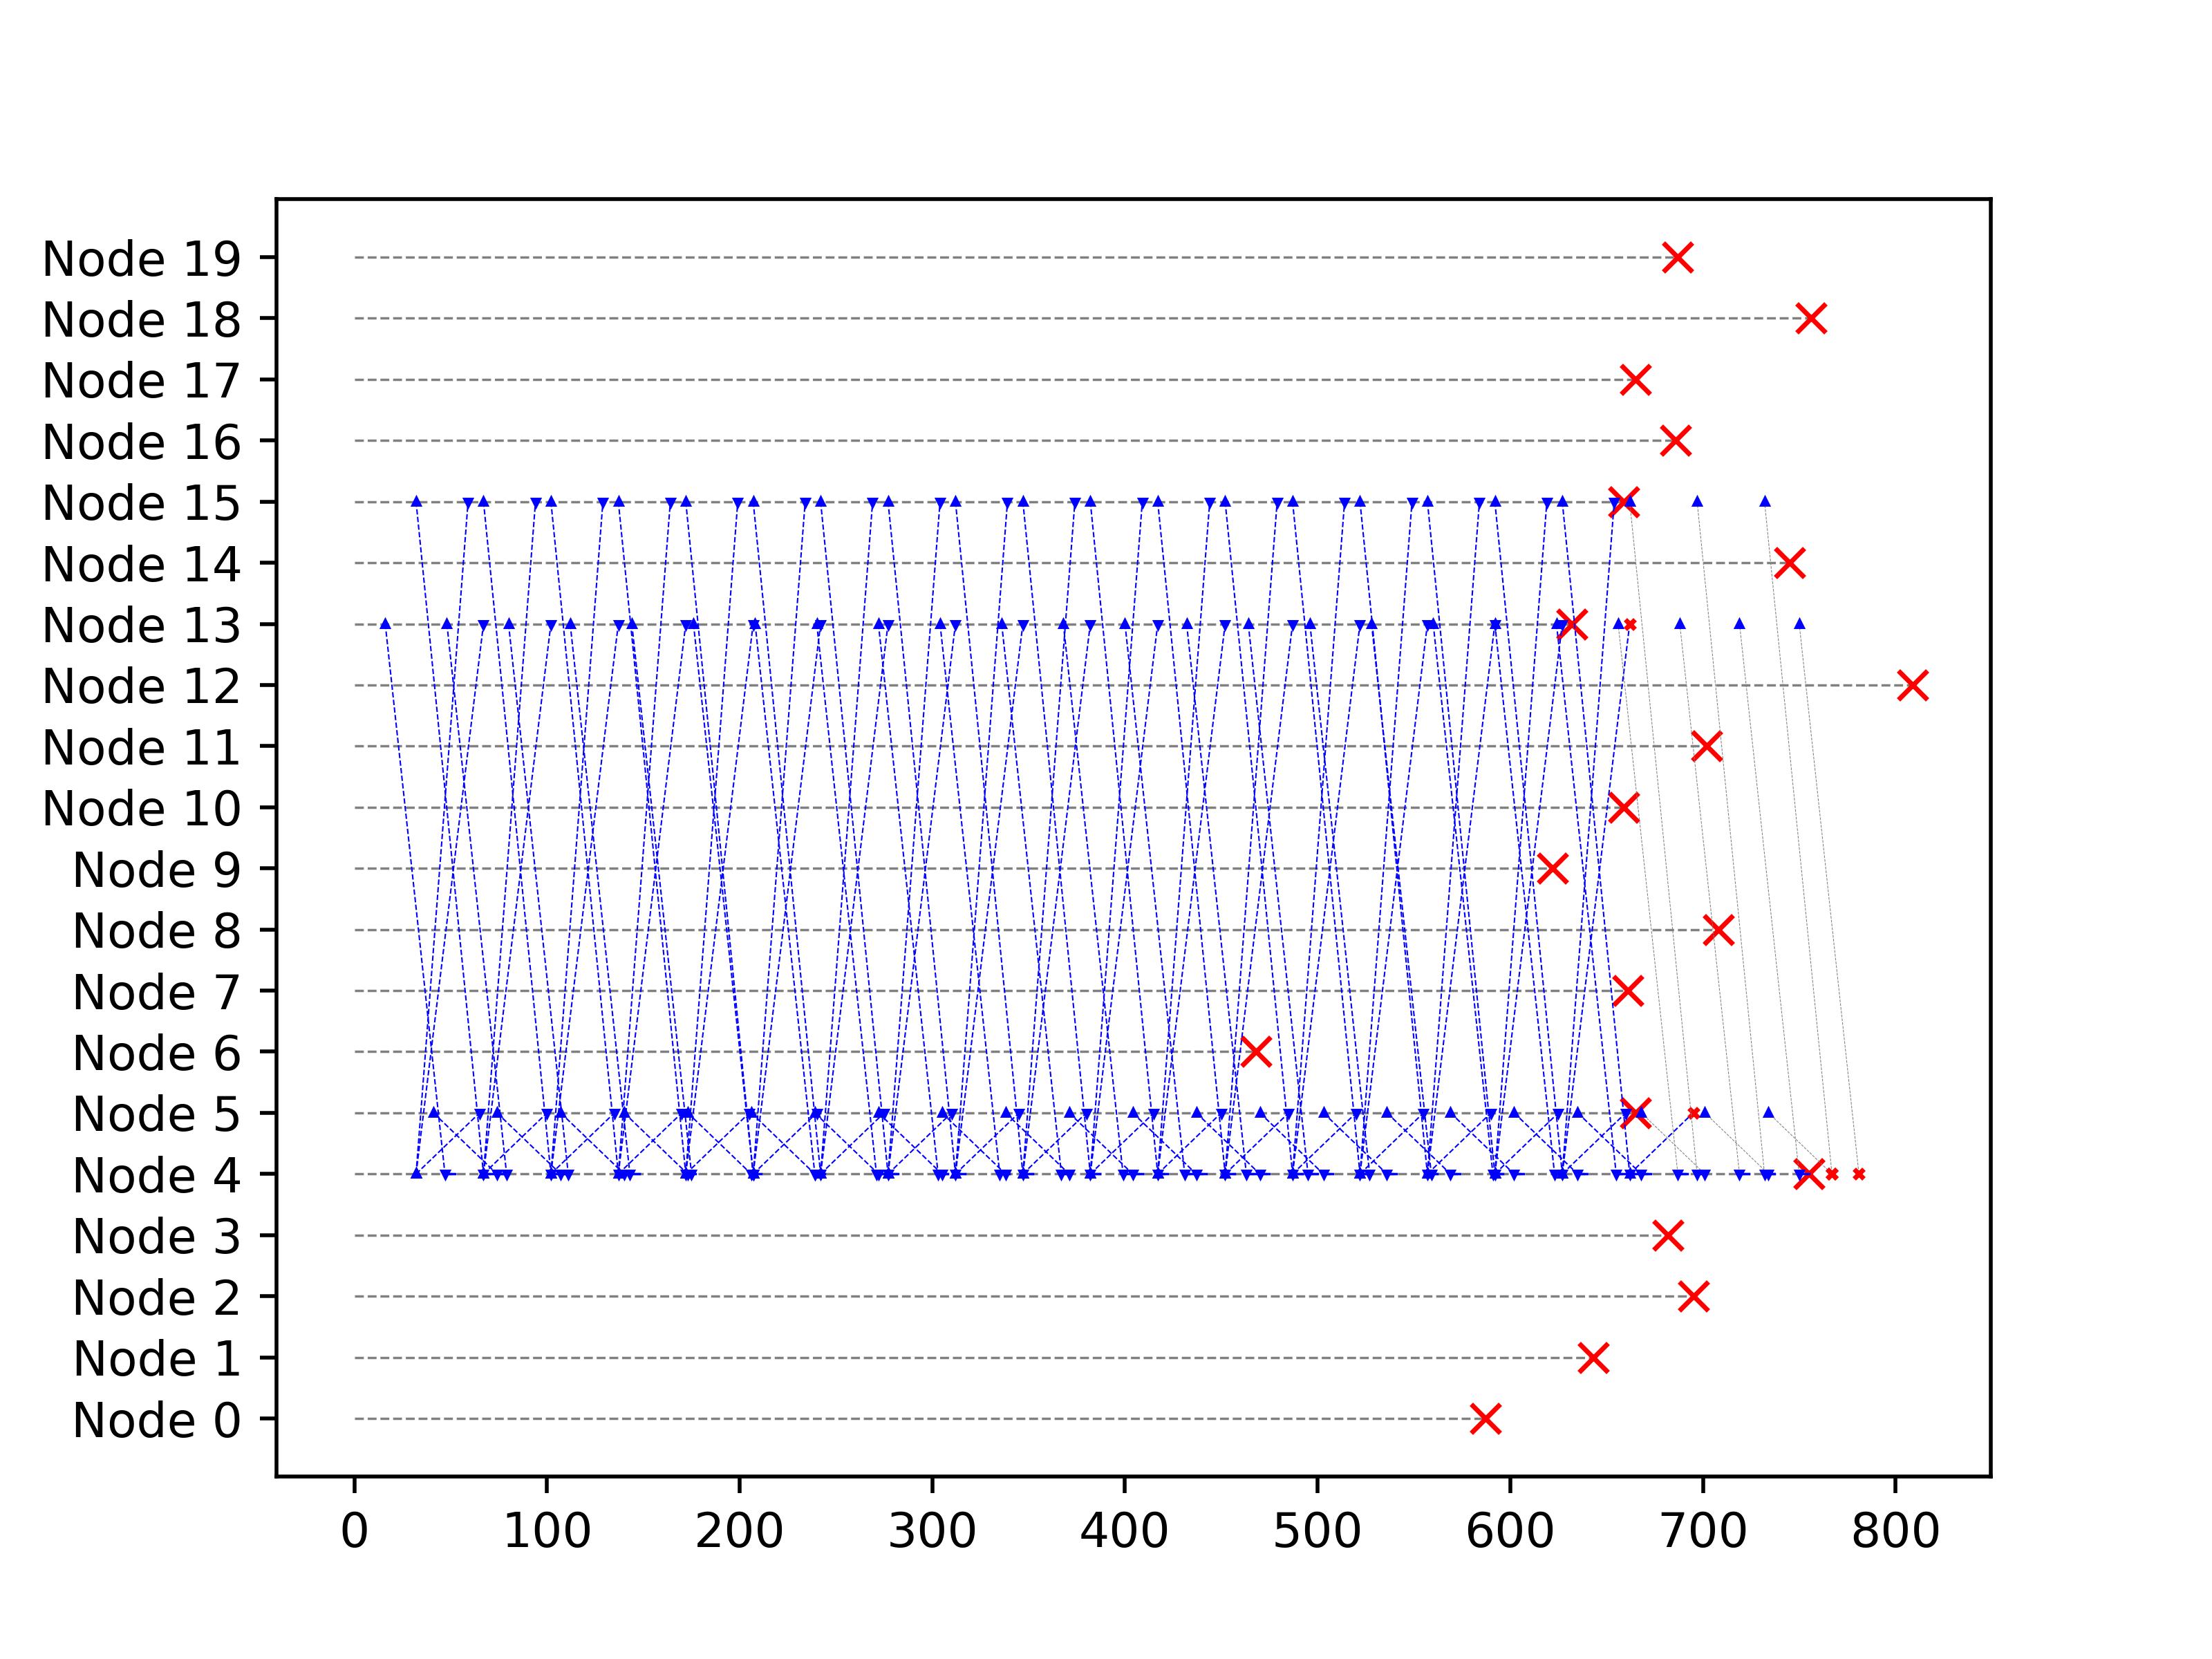 Node 19
Node 18
Node 17
Node 16
Node 15
Node 14
Node 13
Node 12
Node 11
Node 10
Node 9
Node 8
Node 7
Node 6
Node 5
Node 4
Node 3
Node 2
Node 1
Node 0
0 100 200 300 400 500 600 700 800